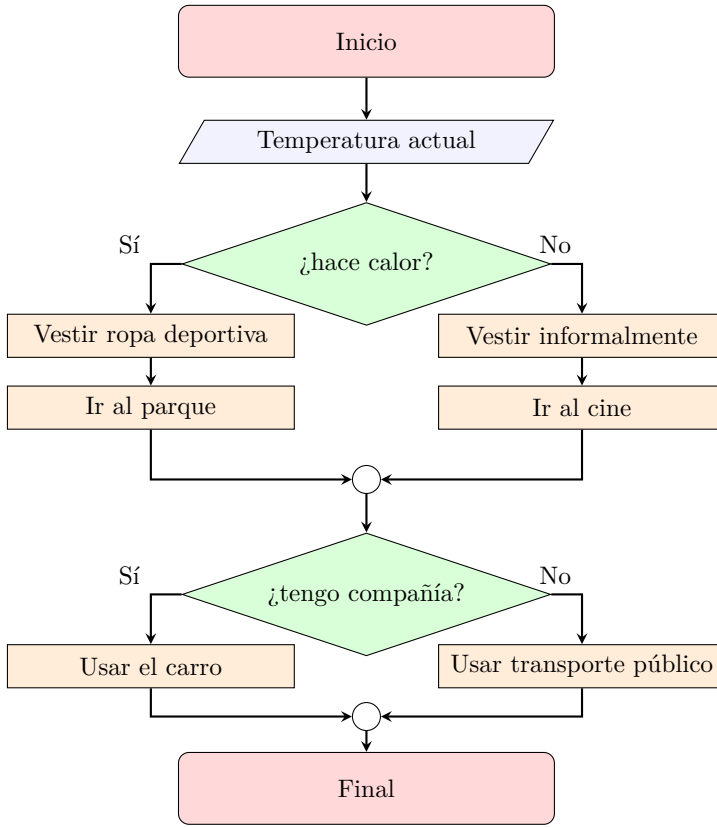 Inicio
Temperatura actual
¿hace calor?
Sí
No
Vestir ropa deportiva
Vestir informalmente
Ir al parque
Ir al cine
¿tengo compañía?
Sí
No
Usar el carro
Usar transporte público
Final